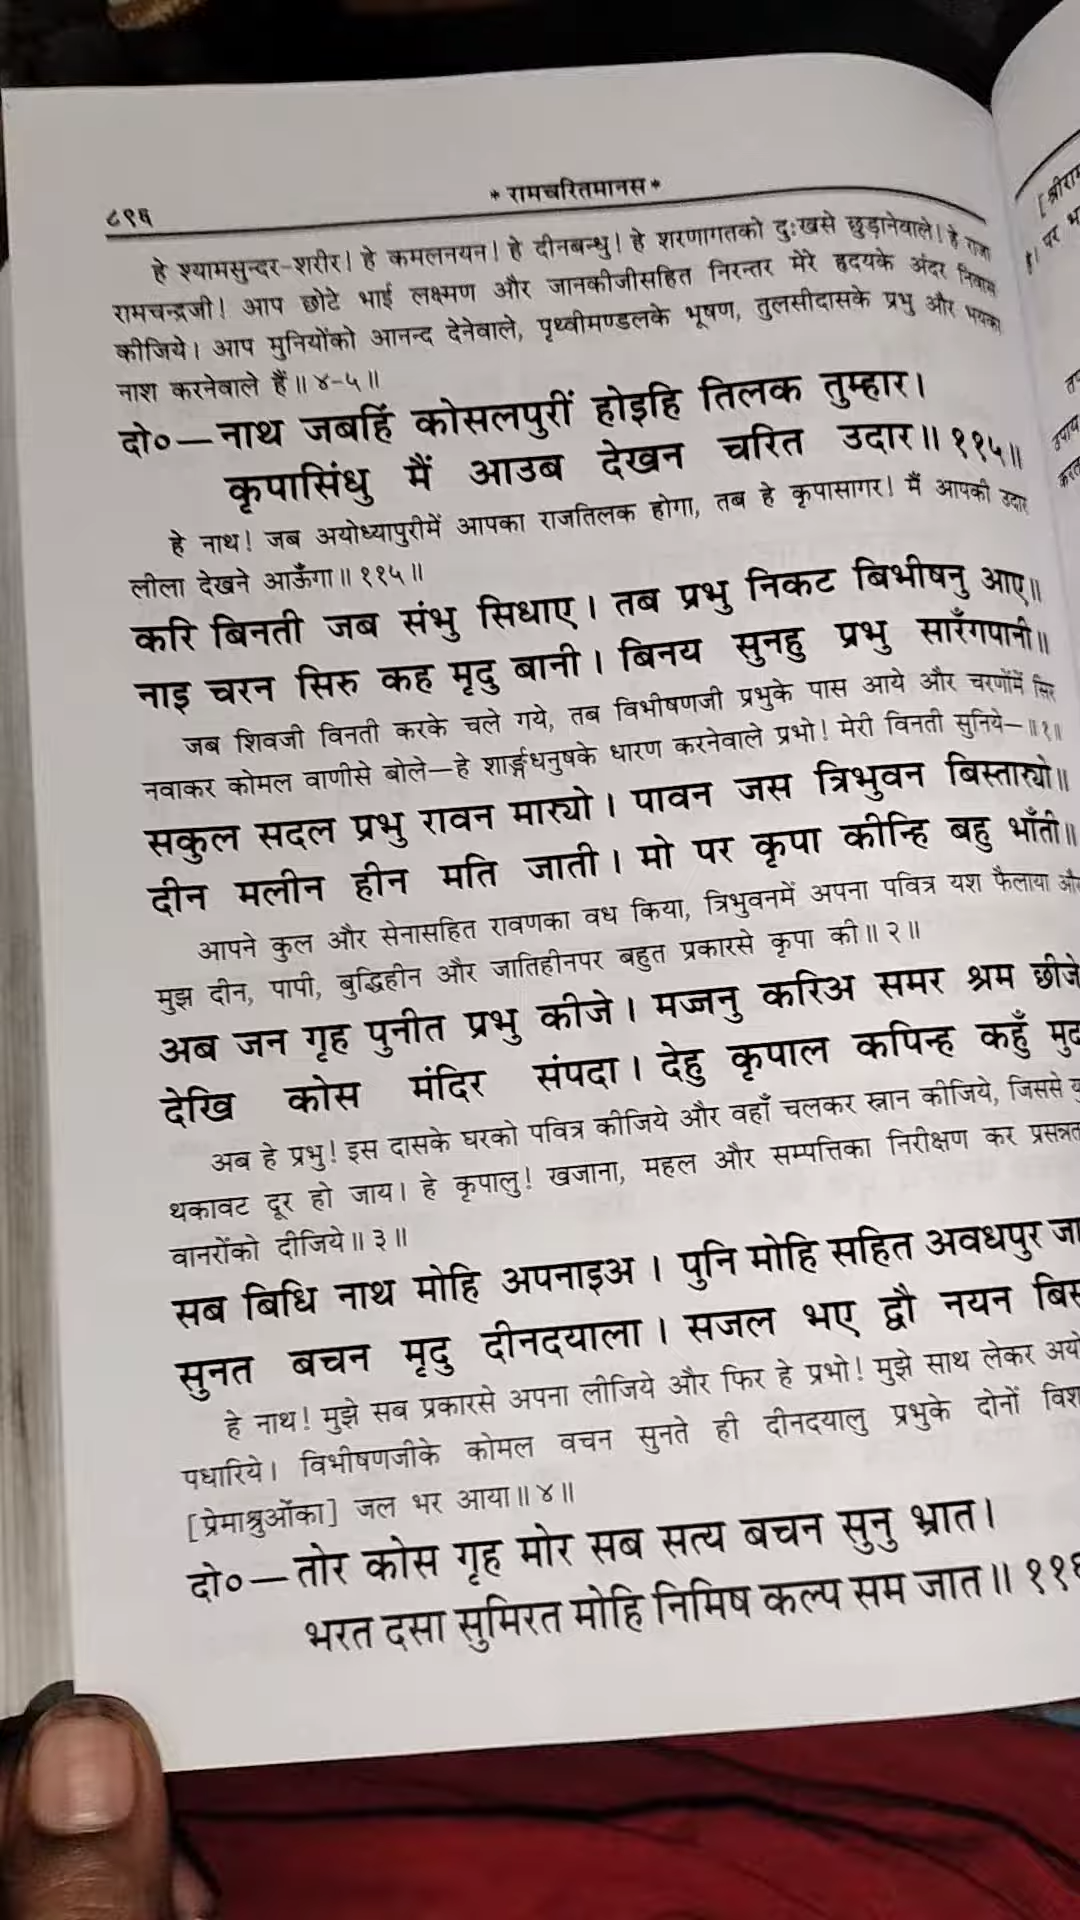 ८९६
* रामचरितमानस *
हे श्यामसुन्दर-शरीर! हे कमलनयन! हे दीनबन्धु! हे शरणागतको दुःखसे छुड़ानेवाले! हे राजा
रामचन्द्रजी! आप छोटे भाई लक्ष्मण और जानकीजीसहित निरन्तर मेरे हृदयके अंदर निवास
कीजिये। आप मुनियोंको आनन्द देनेवाले, पृथ्वीमण्डलके भूषण, तुलसीदासके प्रभु और भयका
नाश करनेवाले हैं॥ ४-५॥
दो०—नाथ जबहिं कोसलपुरीं होइहि तिलक तुम्हार।
कृपासिंधु मैं आउब देखन चरित उदार॥ ११५॥
हे नाथ! जब अयोध्यापुरीमें आपका राजतिलक होगा, तब हे कृपासागर! मैं आपकी उदार
लीला देखने आऊँगा॥ ११५॥
करि बिनती जब संभु सिधाए। तब प्रभु निकट बिभीषनु आए॥
नाइ चरन सिरु कह मृदु बानी। बिनय सुनहु प्रभु सारँगपानी॥
जब शिवजी विनती करके चले गये, तब विभीषणजी प्रभुके पास आये और चरणोंमें सिर
नवाकर कोमल वाणीसे बोले—हे शार्ङ्गधनुषके धारण करनेवाले प्रभो! मेरी विनती सुनिये—॥ १॥
सकुल सदल प्रभु रावन मार्‍यो। पावन जस त्रिभुवन बिस्तार्‍यो॥
दीन मलीन हीन मति जाती। मो पर कृपा कीन्हि बहु भाँती॥
आपने कुल और सेनासहित रावणका वध किया, त्रिभुवनमें अपना पवित्र यश फैलाया
मुझ दीन, पापी, बुद्धिहीन और जातिहीनपर बहुत प्रकारसे कृपा की॥ २॥
अब जन गृह पुनीत प्रभु कीजे। मज्जनु करिअ समर श्रम छीजे
देखि कोस मंदिर संपदा। देहु कृपाल कपिन्ह कहुँ
अब हे प्रभु! इस दासके घरको पवित्र कीजिये और वहाँ चलकर स्नान कीजिये, जिससे
थकावट दूर हो जाय। हे कृपालु! खजाना, महल और सम्पत्तिका निरीक्षण कर
वानरोंको दीजिये॥ ३॥
सब बिधि नाथ मोहि अपनाइअ। पुनि मोहि सहित अवधपुर
सुनत बचन मृदु दीनदयाला। सजल भए द्वौ नयन
हे नाथ! मुझे सब प्रकारसे अपना लीजिये और फिर हे प्रभो! मुझे साथ लेकर
पधारिये। विभीषणजीके कोमल वचन सुनते ही दीनदयालु प्रभुके दोनों
[प्रेमाश्रुओंका] जल भर आया॥ ४॥
दो०—तोर कोस गृह मोर सब सत्य बचन सुनु भ्रात।
भरत दसा सुमिरत मोहि निमिष कल्प सम जात॥